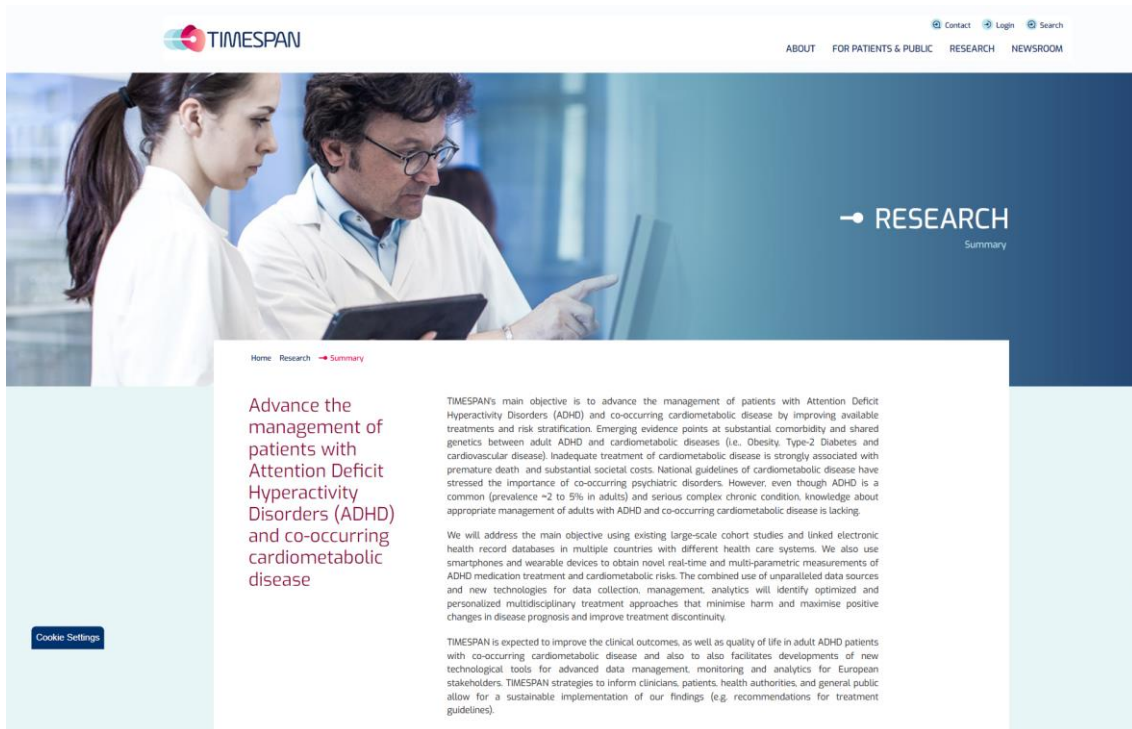 TIMESPAN
Contact Login Search
ABOUT FOR PATIENTS & PUBLIC RESEARCH NEWSROOM
RESEARCH
Summary
Home Research Summary
Advance the
management of
patients with
Attention Deficit
Hyperactivity
Disorders (ADHD)
and co-occurring
cardiometabolic
disease
TIMESPAN's main objective is to advance the management of patients with Attention Deficit
Hyperactivity Disorders (ADHD) and co-occurring cardiometabolic disease by improving available
treatments and risk stratification. Emerging evidence points at substantial comorbidity and shared
genetics between adult ADHD and cardiometabolic diseases (i.e., Obesity, Type-2 Diabetes and
cardiovascular disease). Inadequate treatment of cardiometabolic disease is strongly associated with
premature death and substantial societal costs. National guidelines of cardiometabolic disease have
stressed the importance of co-occurring psychiatric disorders. However, even though ADHD is a
common (prevalence ≈2 to 5% in adults) and serious complex chronic condition, knowledge about
appropriate management of adults with ADHD and co-occurring cardiometabolic disease is lacking.
We will address the main objective using existing large-scale cohort studies and linked electronic
health record databases in multiple countries with different health care systems. We also use
smartphones and wearable devices to obtain novel real-time and multi-parametric measurements of
ADHD medication treatment and cardiometabolic risks. The combined use of unparalleled data sources
and new technologies for data collection, management, analytics will identify optimized and
personalized multidisciplinary treatment approaches that minimise harm and maximise positive
changes in disease prognosis and improve treatment discontinuity.
TIMESPAN is expected to improve the clinical outcomes, as well as quality of life in adult ADHD patients
with co-occurring cardiometabolic disease and also to also facilitates developments of new
technological tools for advanced data management, monitoring and analytics for European
stakeholders. TIMESPAN strategies to inform clinicians, patients, health authorities, and general public
allow for a sustainable implementation of our findings (e.g. recommendations for treatment
guidelines).
Cookie Settings